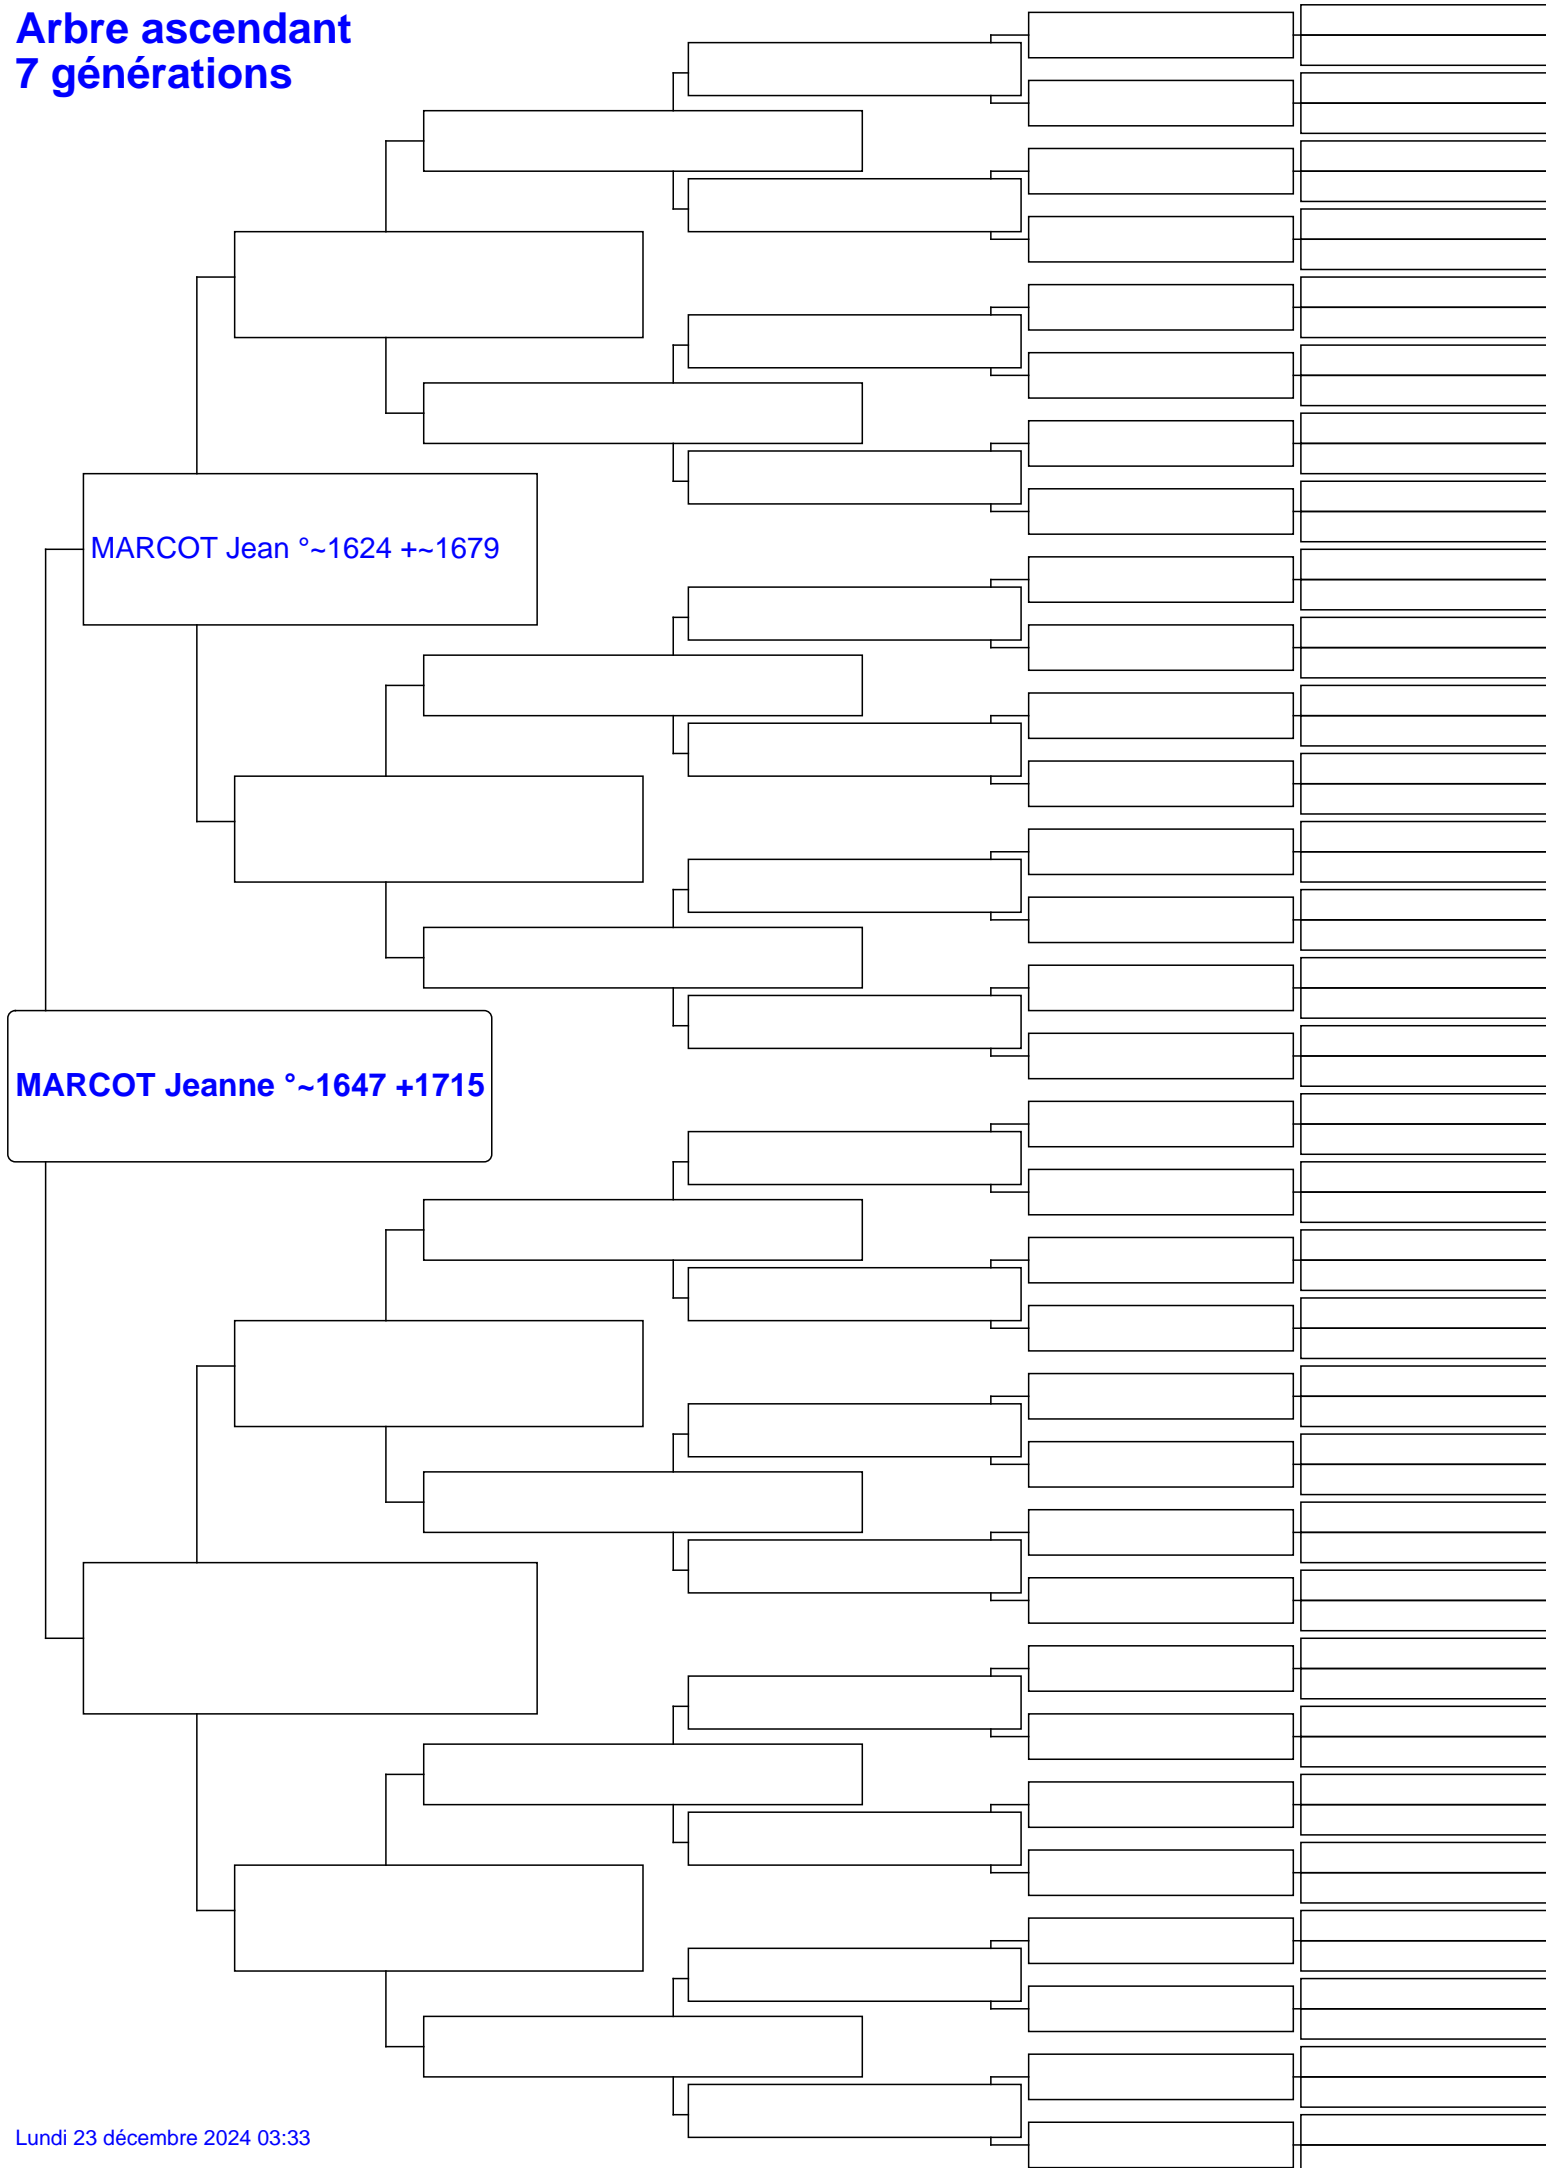 Arbre ascendant
7 générations
MARCOT Jean °~1624 +~1679
MARCOT Jeanne °~1647 +1715
Lundi 23 décembre 2024 03:33